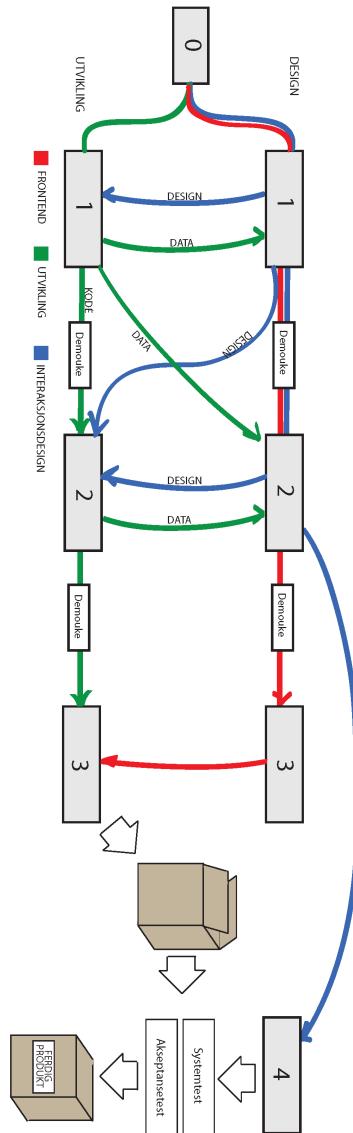 0
DESIGN
UTVIKLING
1
DESIGN
DATA
1
FRONTEND
UTVIKLING
INTERAKSJONSDESIGN
KODE
DATA
DESIGN
Demouke
Demouke
2
DESIGN
DATA
2
Demouke
Demouke
3
3
4
Systemtest
Akseptansetest
FERDIG
PRODUKT